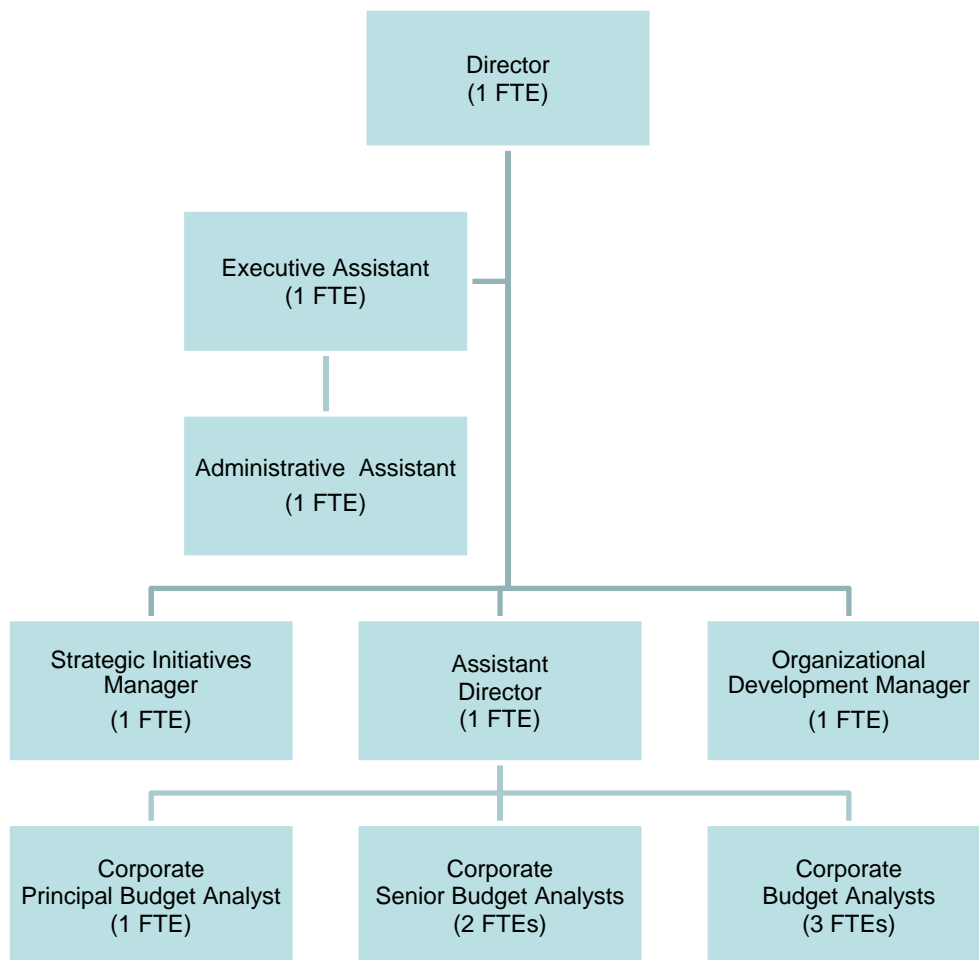 Director
(1 FTE)
Executive Assistant
(1 FTE)
Administrative Assistant
(1 FTE)
Strategic Initiatives
Manager
(1 FTE)
Assistant
Director
(1 FTE)
Organizational
Development Manager
(1 FTE)
Corporate
Principal Budget Analyst
(1 FTE)
Corporate
Senior Budget Analysts
(2 FTEs)
Corporate
Budget Analysts
(3 FTEs)